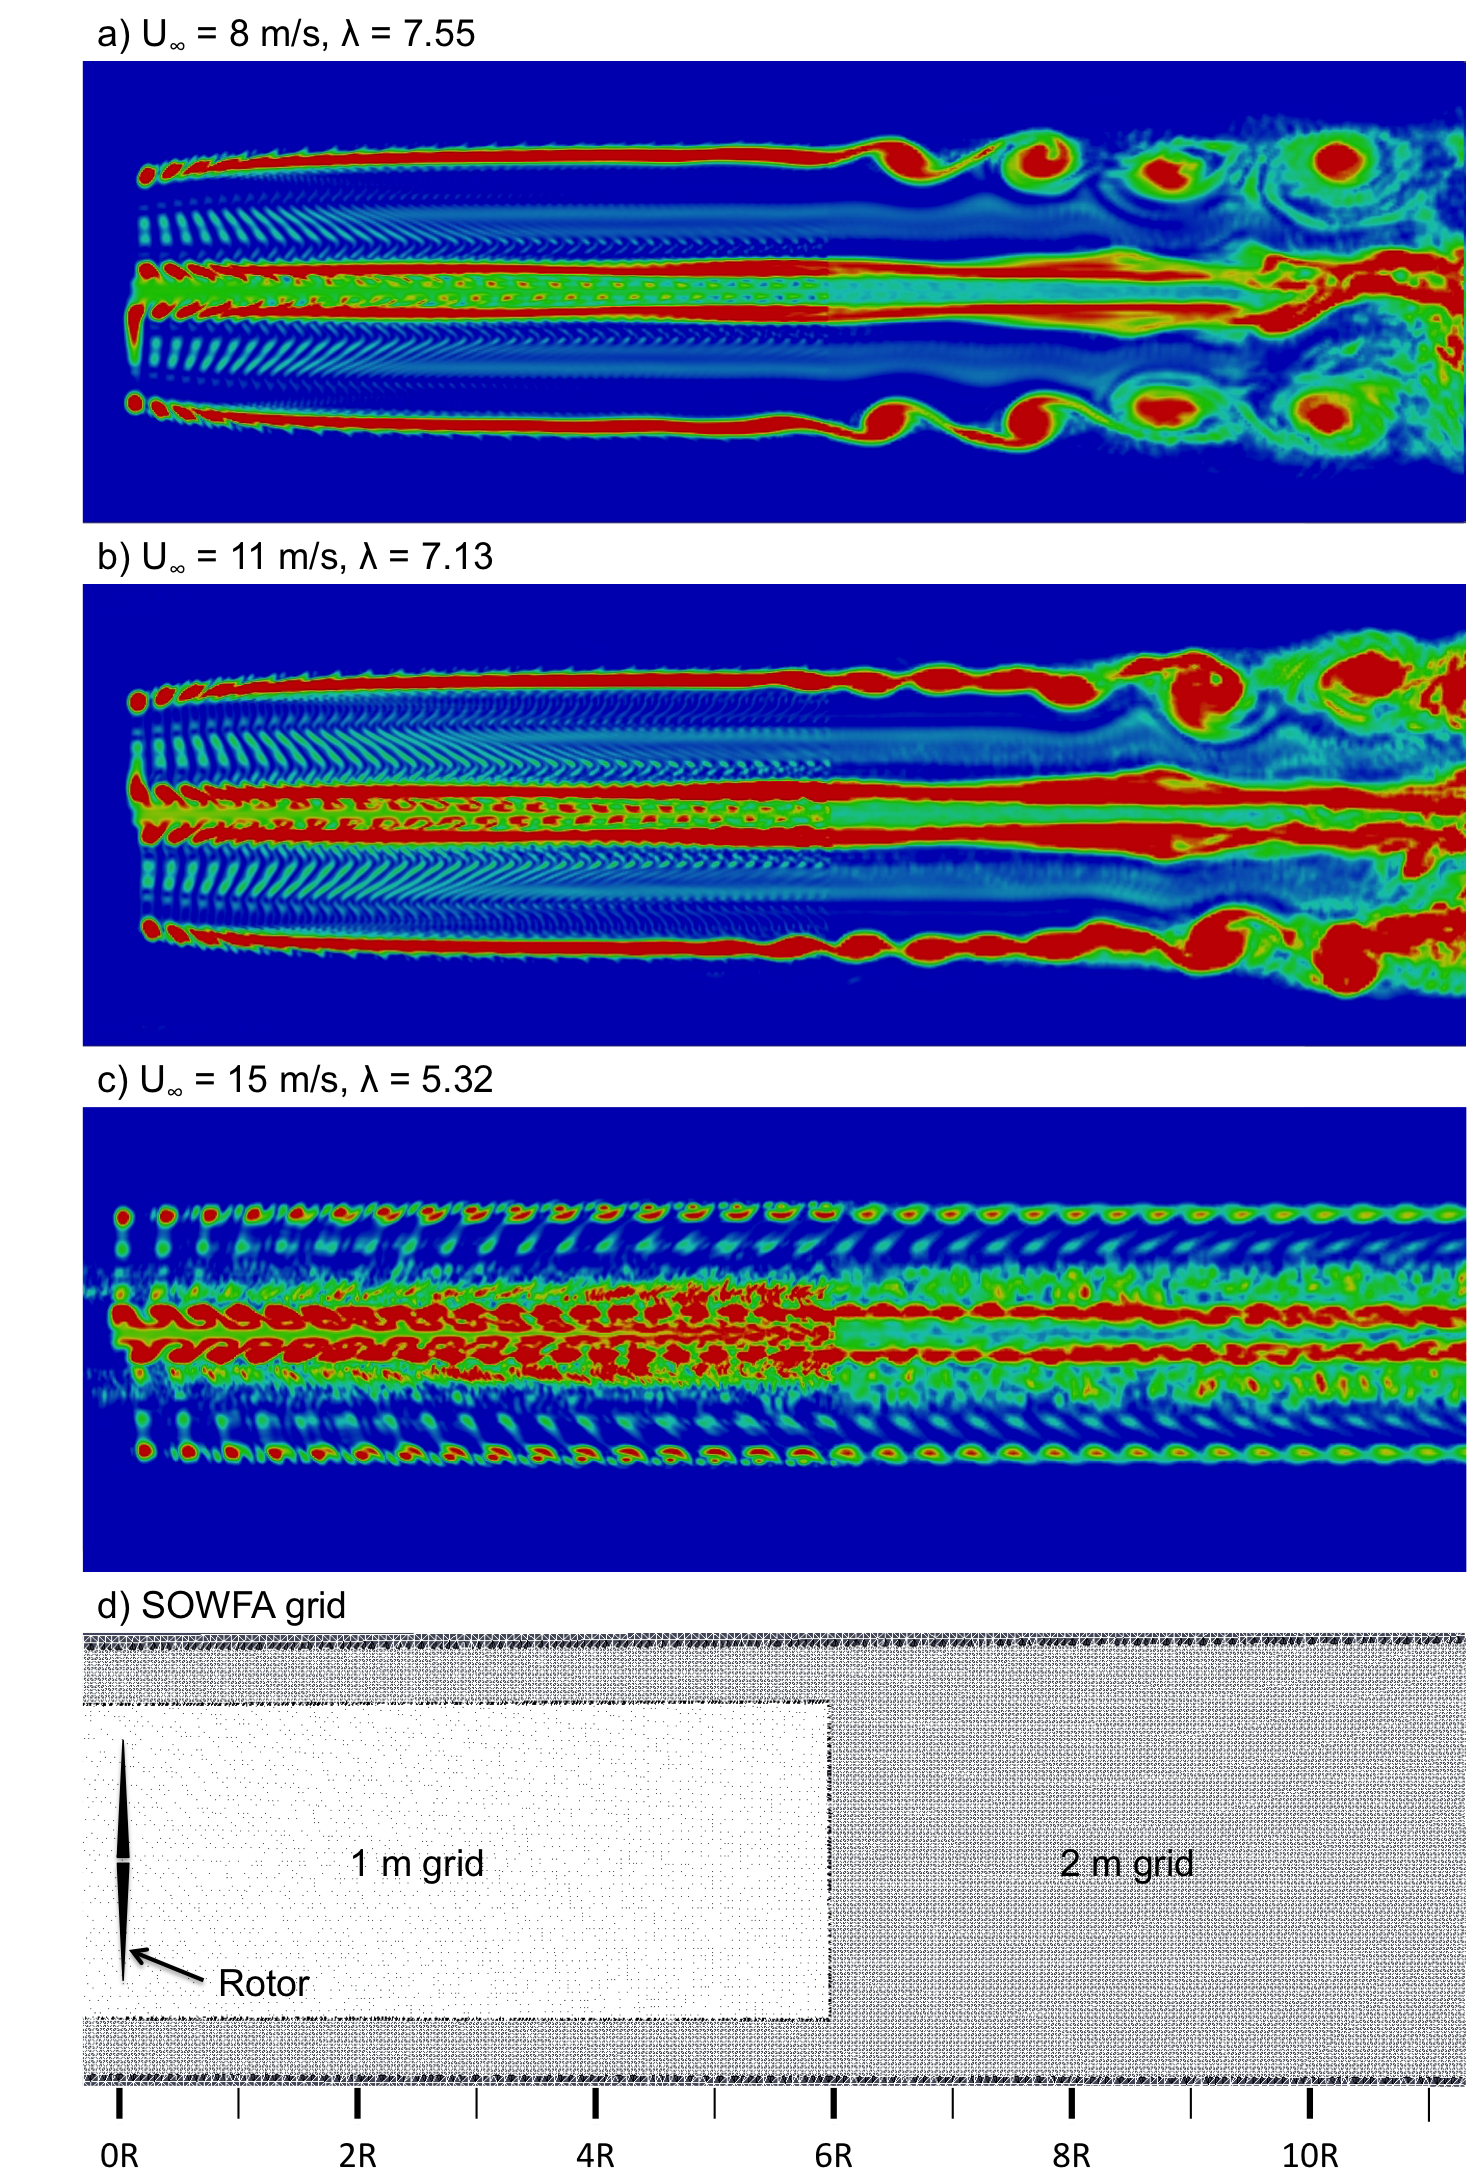 a) U∞ = 8 m/s, λ = 7.55
b) U∞ = 11 m/s, λ = 7.13
c) U∞ = 15 m/s, λ = 5.32
d) SOWFA grid
1 m grid
2 m grid
Rotor
0R
2R
4R
6R
8R
10R